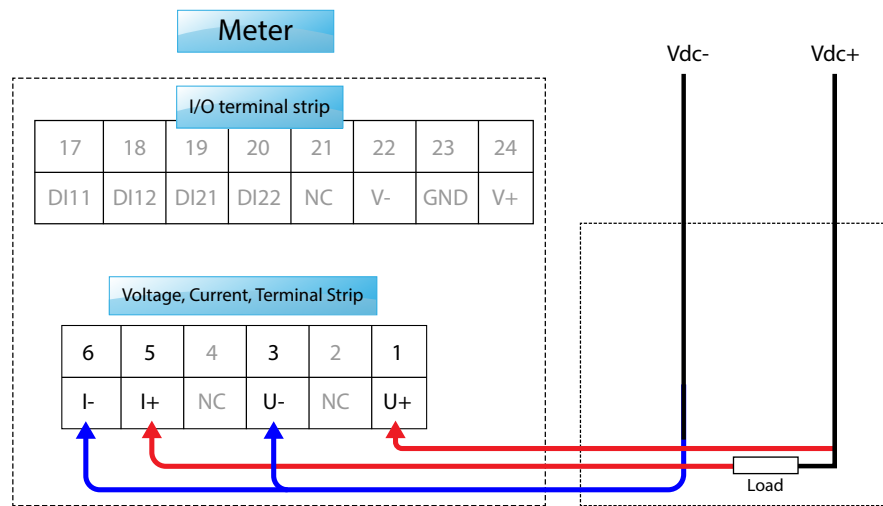 Meter
Vdc- Vdc+
I/O terminal strip
17 18 19 20 21 22 23 24
DI11 DI12 DI21 DI22 NC V- GND V+
Voltage, Current, Terminal Strip
6 5 4 3 2 1
I- I+ NC U- NC U+
Load